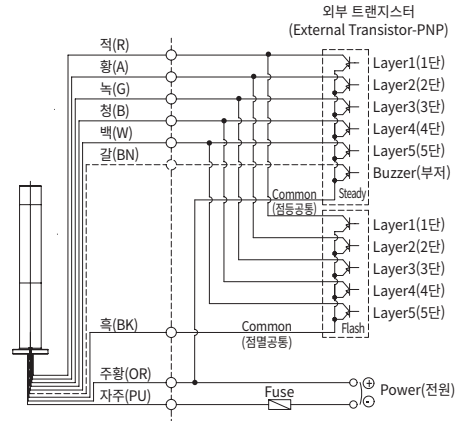 외부 트랜지스터
(External Transistor-PNP)
적(R)
황(A)
녹(G)
청(B)
백(W)
갈(BN)
Layer1(1단)
Layer2(2단)
Layer3(3단)
Layer4(4단)
Layer5(5단)
Buzzer(부저)
Common
(점등공통)
Steady
Layer1(1단)
Layer2(2단)
Layer3(3단)
Layer4(4단)
Layer5(5단)
흑(BK)
Common
(점멸공통)
Flash
주황(OR)
자주(PU)
Fuse
Power(전원)